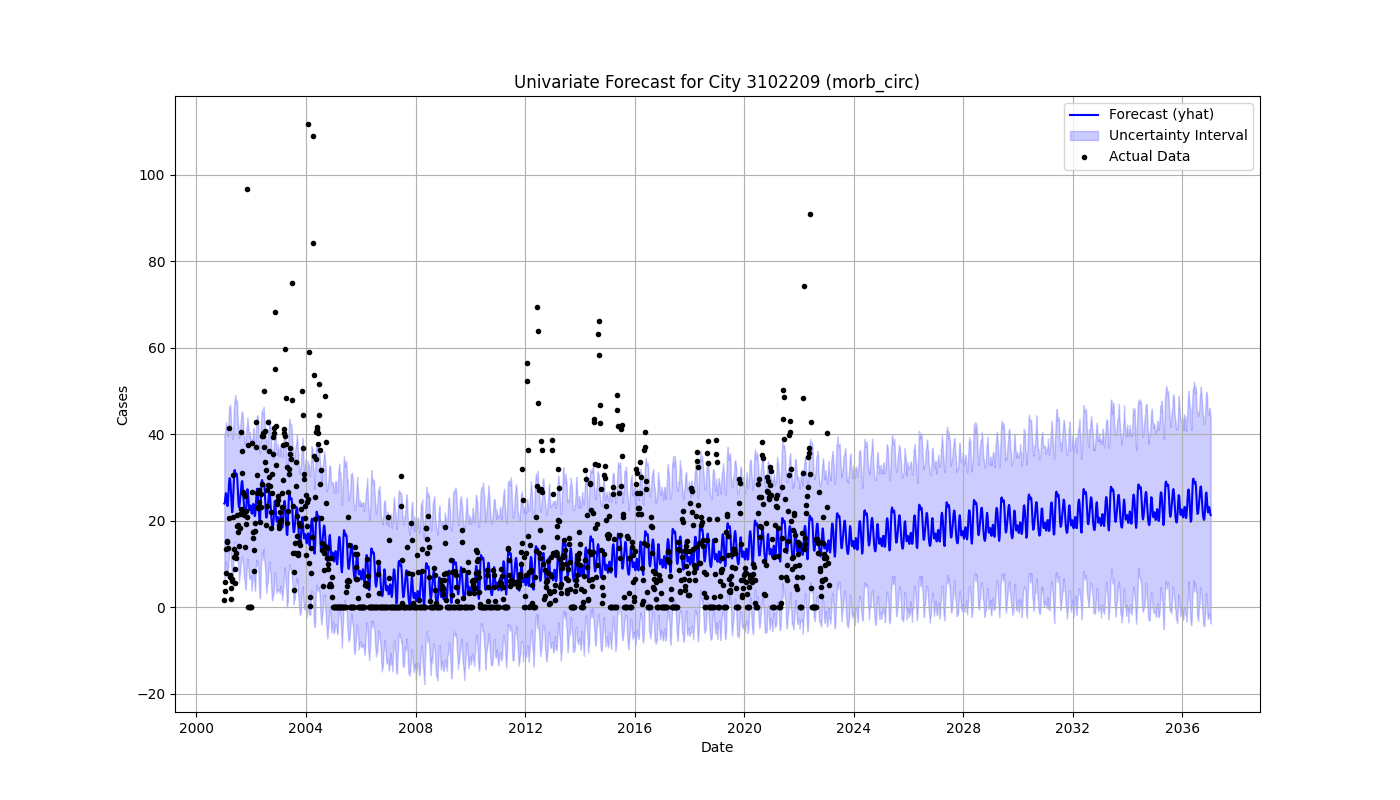 Univariate Forecast for City 3102209 (morb_circ)
Forecast (yhat)
Uncertainty Interval
Actual Data
Cases
100
80
60
40
20
0
−20
2000 2004 2008 2012 2016 2020 2024 2028 2032 2036
Date